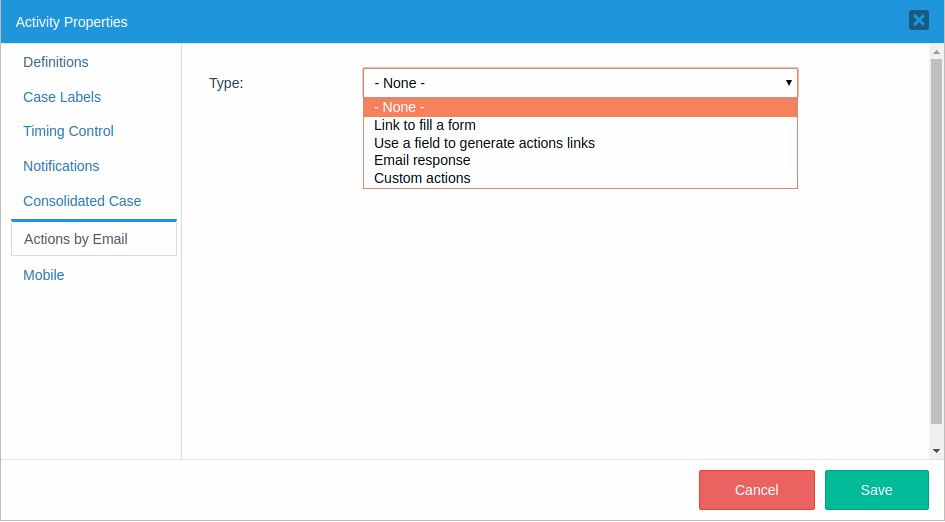 Activity Properties
Definitions
Case Labels
Timing Control
Notifications
Consolidated Case
Actions by Email
Mobile
Type:
- None -
- None -
Link to fill a form
Use a field to generate actions links
Email response
Custom actions
Cancel
Save